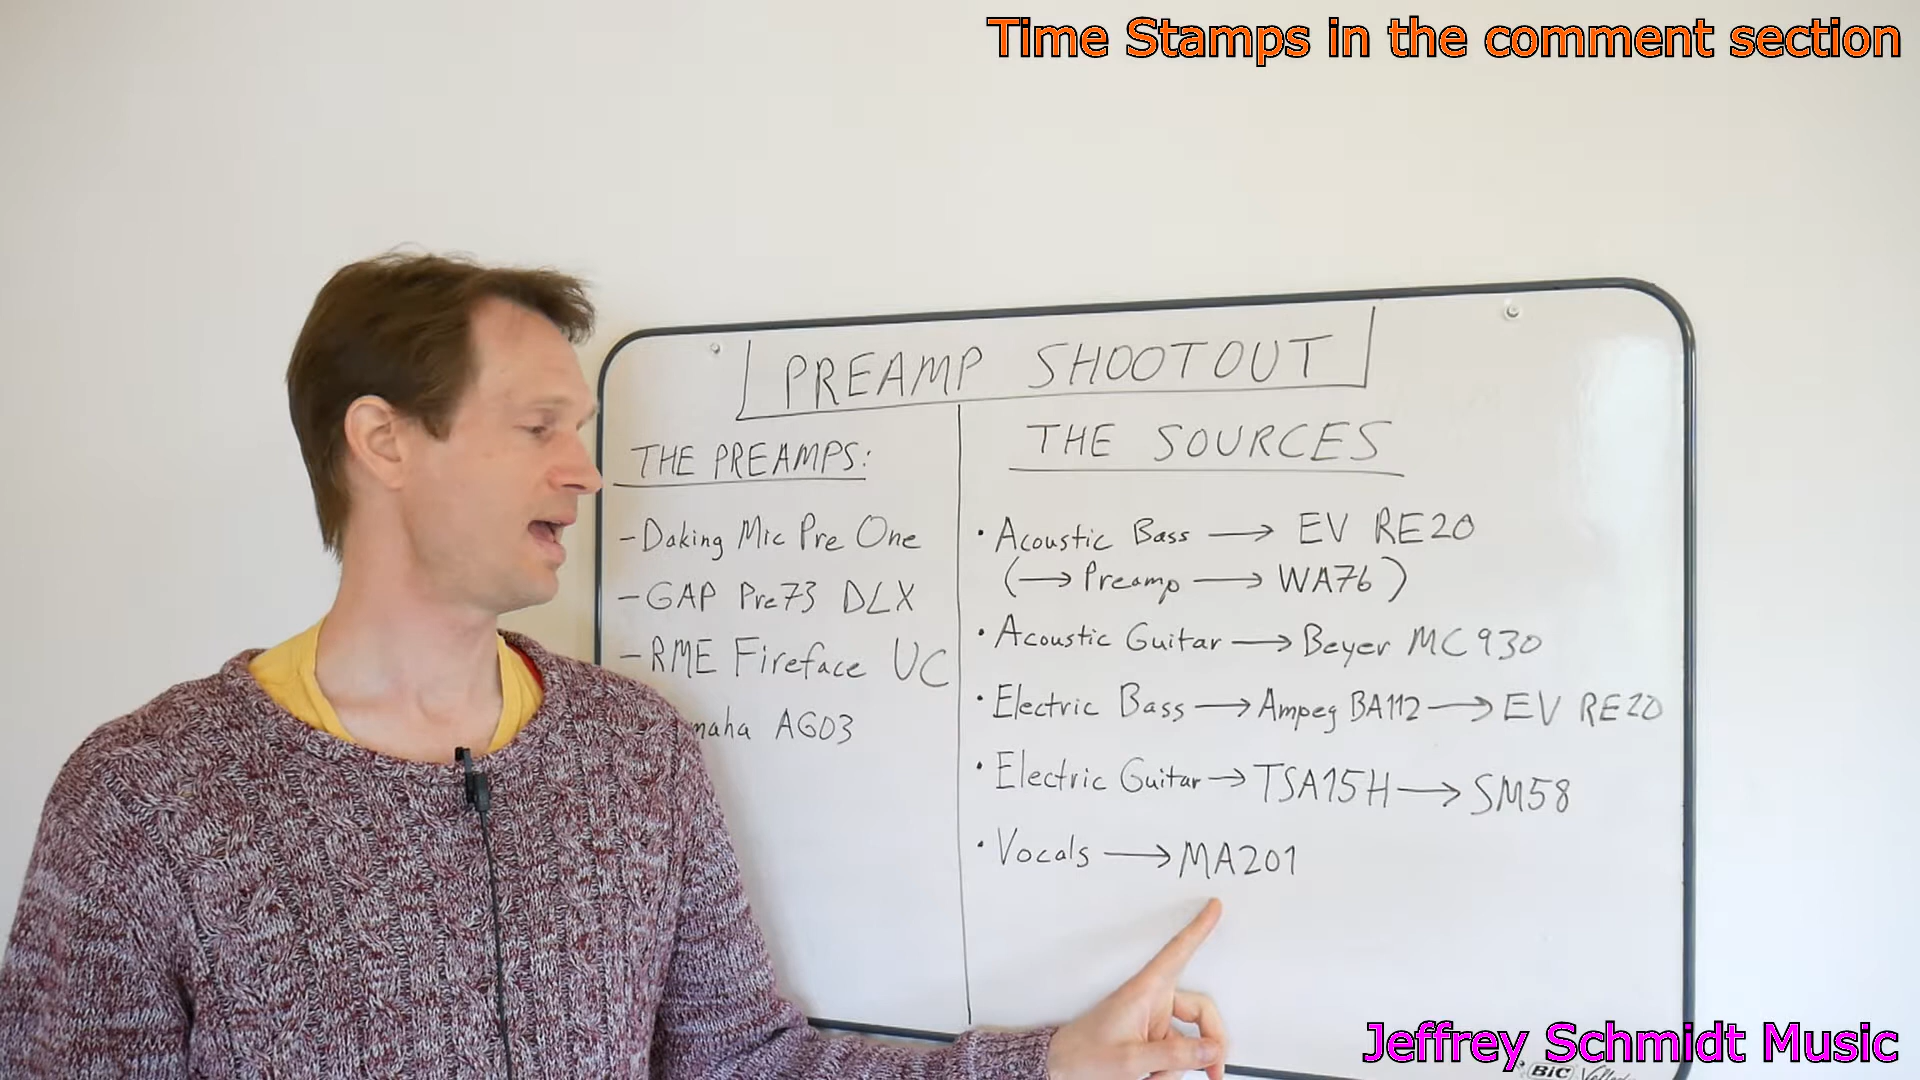 Time Stamps in the comment section
PREAMP SHOOTOUT
THE PREAMPS:
- Daking Mic Pre One
- GAP Pre73 DLX
- RME Fireface UC
maha AG03
THE SOURCES
• Acoustic Bass → EV RE20
(→ Preamp → WA76)
• Acoustic Guitar → Beyer MC930
• Electric Bass → Ampeg BA112 → EV RE20
• Electric Guitar → TSA15H → SM58
• Vocals → MA201
Jeffrey Schmidt Music
BIC